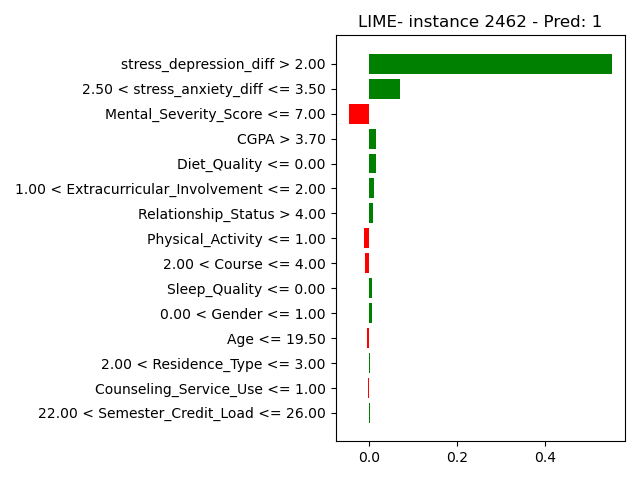 LIME- instance 2462 - Pred: 1
stress_depression_diff > 2.00
2.50 < stress_anxiety_diff <= 3.50
Mental_Severity_Score <= 7.00
CGPA > 3.70
Diet_Quality <= 0.00
1.00 < Extracurricular_Involvement <= 2.00
Relationship_Status > 4.00
Physical_Activity <= 1.00
2.00 < Course <= 4.00
Sleep_Quality <= 0.00
0.00 < Gender <= 1.00
Age <= 19.50
2.00 < Residence_Type <= 3.00
Counseling_Service_Use <= 1.00
22.00 < Semester_Credit_Load <= 26.00
0.0 0.2 0.4